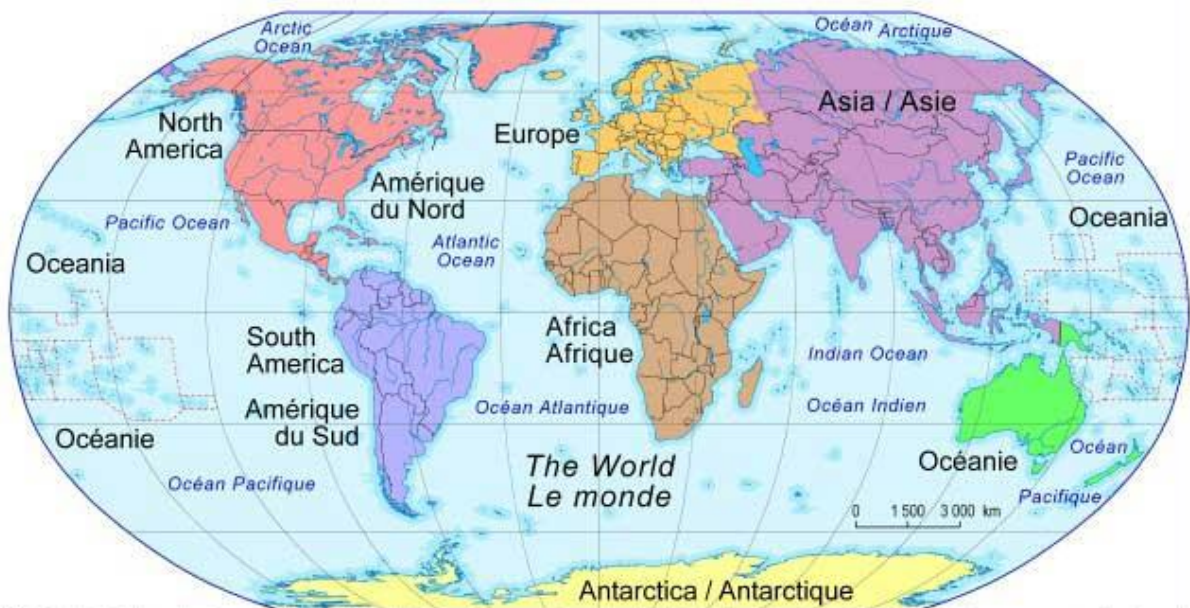 Arctic
Ocean
Océan Arctique
North
America
Europe
Asia / Asie
Amérique
du Nord
Pacific
Ocean
Pacific Ocean
Atlantic
Ocean
Oceania
Oceania
South
America
Africa
Afrique
Indian Ocean
Amérique
du Sud
Océan Atlantique
Océan Indien
Océanie
Océan Pacifique
The World
Le monde
Océanie
Océan
Pacifique
0 1 500 3 000 km
Antarctica / Antarctique